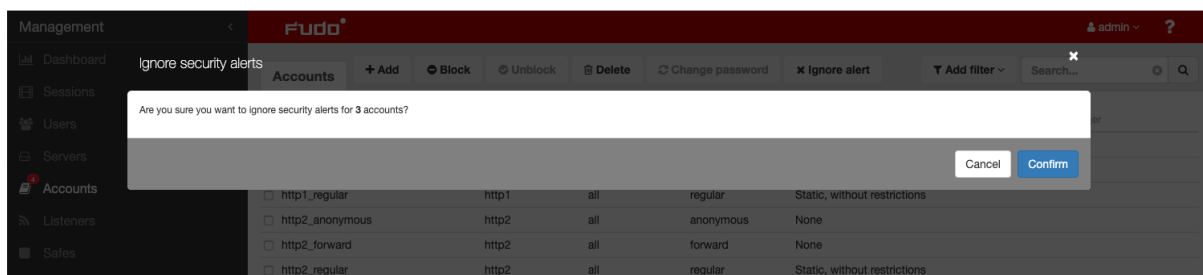 Management
FUDO
admin
?
Dashboard
Ignore security alerts
Accounts
+ Add
Block
Unblock
Delete
Change password
Ignore alert
Add filter
Search...
Sessions
Are you sure you want to ignore security alerts for 3 accounts?
Users
Servers
Cancel
Confirm
4
Accounts
http1_regular http1 all regular Static, without restrictions
Listeners
http2_anonymous http2 all anonymous None
Safes
http2_forward http2 all forward None
http2_regular http2 all regular Static, without restrictions